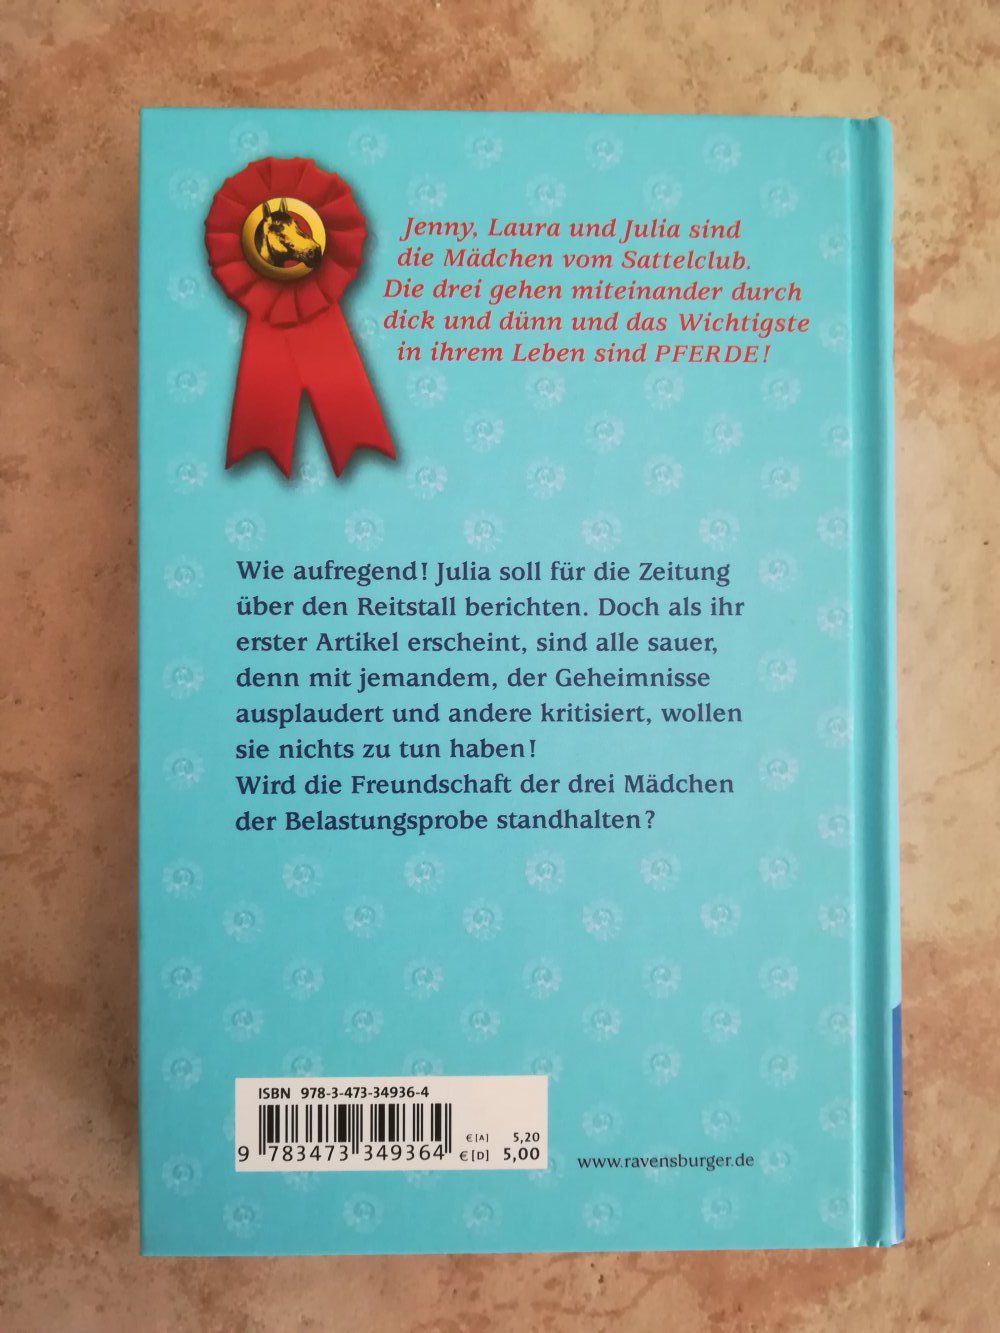 Jenny, Laura und Julia sind
die Mädchen vom Sattelclub.
Die drei gehen miteinander durch
dick und dünn und das Wichtigste
in ihrem Leben sind PFERDE!
Wie aufregend! Julia soll für die Zeitung
über den Reitstall berichten. Doch als ihr
erster Artikel erscheint, sind alle sauer,
denn mit jemandem, der Geheimnisse
ausplaudert und andere kritisiert, wollen
sie nichts zu tun haben!
Wird die Freundschaft der drei Mädchen
der Belastungsprobe standhalten?
ISBN 978-3-473-34936-4
€ [A] 5,20
9 783473 349364 € [D] 5,00
www.ravensburger.de